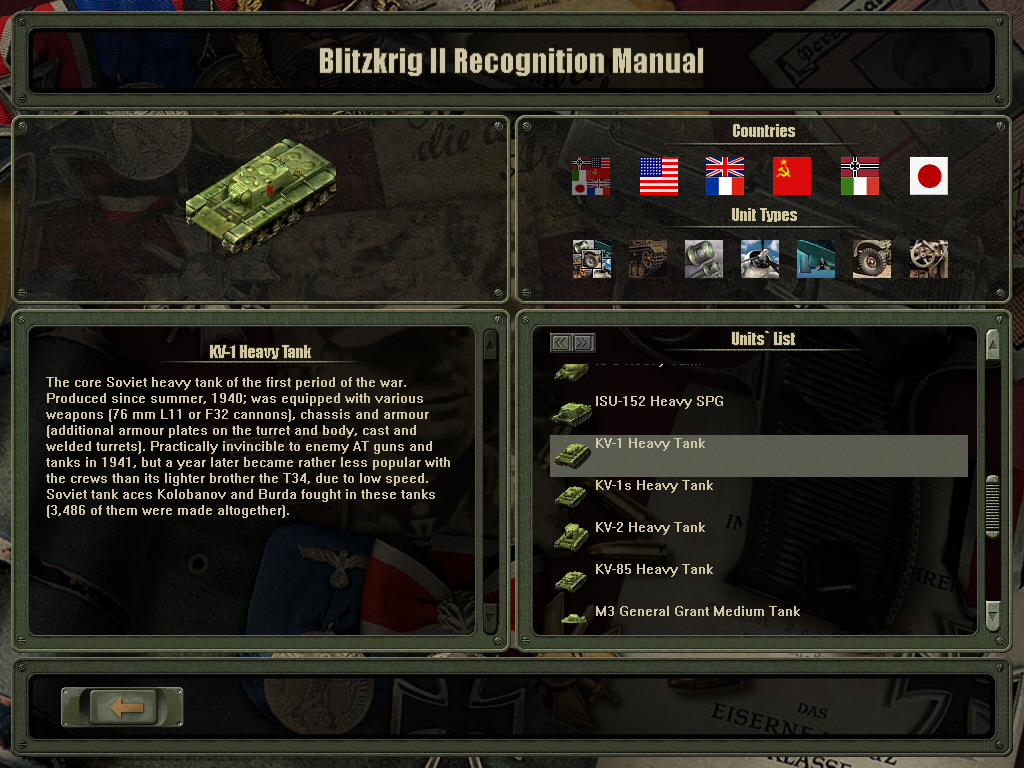 Blitzkrig II Recognition Manual
Countries
Unit Types
KV-1 Heavy Tank
The core Soviet heavy tank of the first period of the war.
Produced since summer, 1940; was equipped with various
weapons (76 mm L11 or F32 cannons), chassis and armour
(additional armour plates on the turret and body, cast and
welded turrets). Practically invincible to enemy AT guns and
tanks in 1941, but a year later became rather less popular with
the crews than its lighter brother the T34, due to low speed.
Soviet tank aces Kolobanov and Burda fought in these tanks
(3,486 of them were made altogether).
Units` List
Heavy Tank
ISU-152 Heavy SPG
KV-1 Heavy Tank
KV-1s Heavy Tank
KV-2 Heavy Tank
KV-85 Heavy Tank
M3 General Grant Medium Tank
DAS
EISERNE
KLASSE